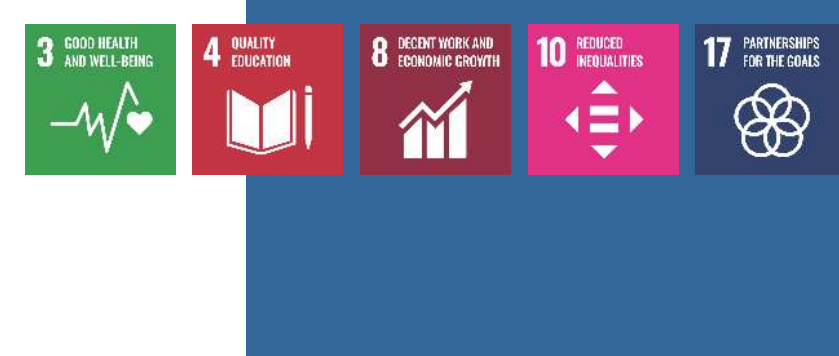 3 GOOD HEALTH
AND WELL-BEING
4 QUALITY
EDUCATION
8 DECENT WORK AND
ECONOMIC GROWTH
10 REDUCED
INEQUALITIES
17 PARTNERSHIPS
FOR THE GOALS